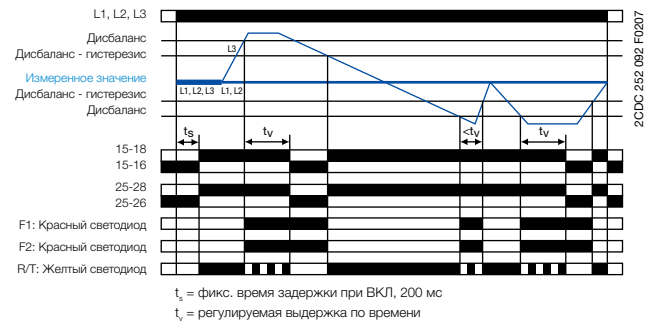 L1, L2, L3
Дисбаланс
L3
Дисбаланс - гистерезис
Измеренное значение
L1, L2, L3 L1, L2
Дисбаланс - гистерезис
Дисбаланс
ts tv <tv tv
15-18
15-16
25-28
25-26
F1: Красный светодиод
F2: Красный светодиод
R/T: Желтый светодиод
ts = фикс. время задержки при ВКЛ, 200 мс
tv = регулируемая выдержка по времени
2CDC 252 092 F0207